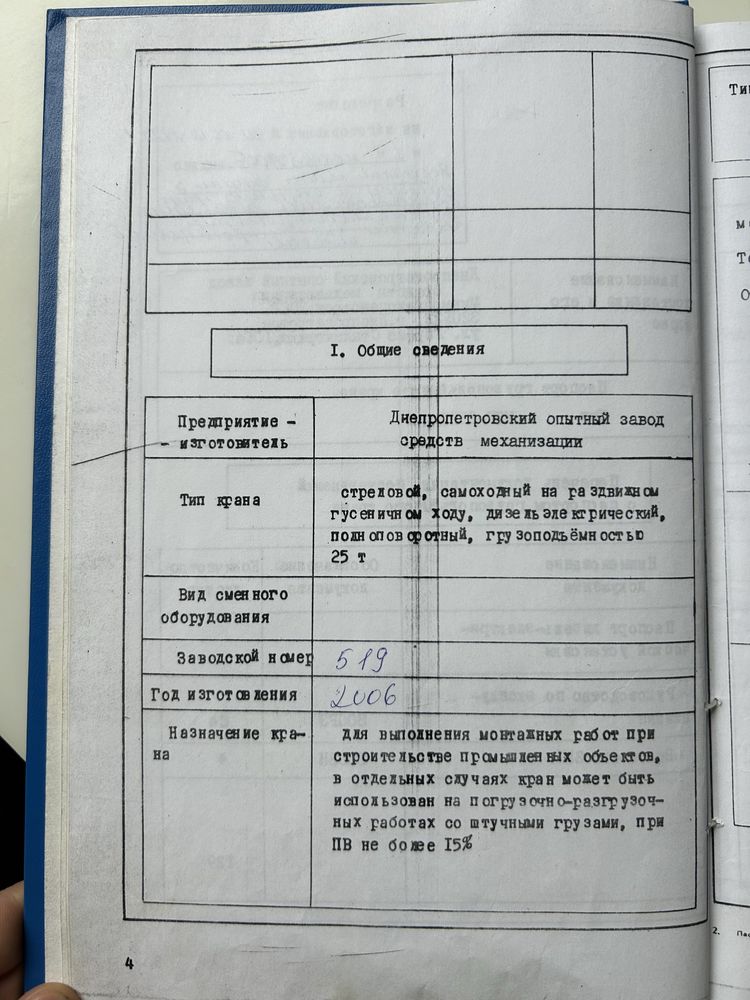 I. Общие сведения
Предприятие -
- изготовитель
Днепропетровский опытный завод
средств механизации
Тип крана
стреловой, самоходный на раздвижном
гусеничном ходу, дизельэлектрический,
полноповоротный, грузоподъёмностью
25 т
Вид сменного
оборудования
Заводской номер
519
Год изготовления
2006
Назначение кра-
на
для выполнения монтажных работ при
строительстве промышленных объектов,
в отдельных случаях кран может быть
использован на погрузочно-разгрузоч-
ных работах со штучными грузами, при
ПВ не более 15%
4
2.